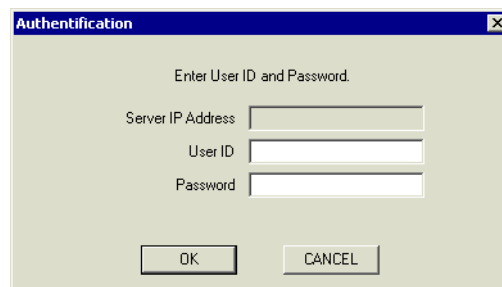 Authentification
Enter User ID and Password.
Server IP Address
User ID
Password
OK CANCEL